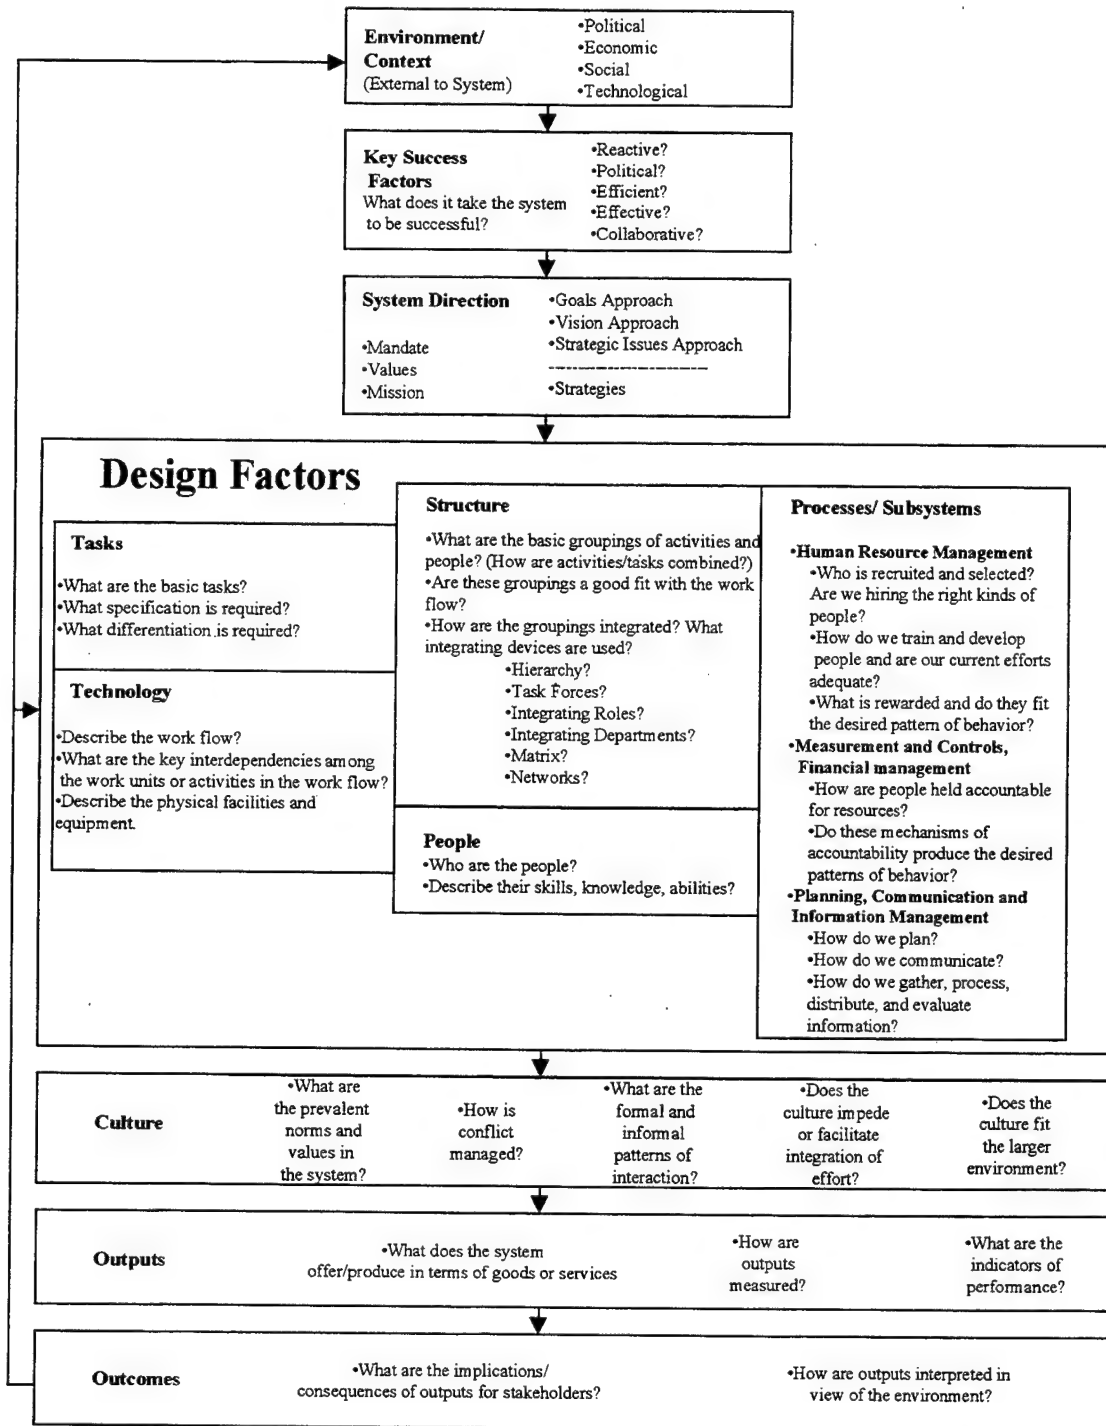 Environment/
Context
(External to System)
•Political
•Economic
•Social
•Technological
Key Success
Factors
What does it take the system
to be successful?
•Reactive?
•Political?
•Efficient?
•Effective?
•Collaborative?
System Direction
•Mandate
•Values
•Mission
•Goals Approach
•Vision Approach
•Strategic Issues Approach
------------------------
•Strategies
Design Factors
Tasks
•What are the basic tasks?
•What specification is required?
•What differentiation is required?
Technology
•Describe the work flow?
•What are the key interdependencies among
the work units or activities in the work flow?
•Describe the physical facilities and
equipment.
Structure
•What are the basic groupings of activities and
people? (How are activities/tasks combined?)
•Are these groupings a good fit with the work
flow?
•How are the groupings integrated? What
integrating devices are used?
•Hierarchy?
•Task Forces?
•Integrating Roles?
•Integrating Departments?
•Matrix?
•Networks?
People
•Who are the people?
•Describe their skills, knowledge, abilities?
Processes/ Subsystems
•Human Resource Management
•Who is recruited and selected?
Are we hiring the right kinds of
people?
•How do we train and develop
people and are our current efforts
adequate?
•What is rewarded and do they fit
the desired pattern of behavior?
•Measurement and Controls,
Financial management
•How are people held accountable
for resources?
•Do these mechanisms of
accountability produce the desired
patterns of behavior?
•Planning, Communication and
Information Management
•How do we plan?
•How do we communicate?
•How do we gather, process,
distribute, and evaluate
information?
Culture
•What are
the prevalent
norms and
values in
the system?
•How is
conflict
managed?
•What are the
formal and
informal
patterns of
interaction?
•Does the
culture impede
or facilitate
integration of
effort?
•Does the
culture fit
the larger
environment?
Outputs
•What does the system
offer/produce in terms of goods or services
•How are
outputs
measured?
•What are the
indicators of
performance?
Outcomes
•What are the implications/
consequences of outputs for stakeholders?
•How are outputs interpreted in
view of the environment?